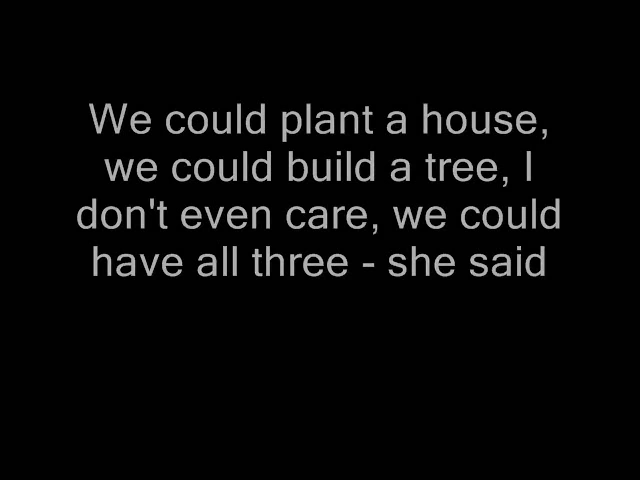 We could plant a house,
we could build a tree, I
don't even care, we could
have all three - she said